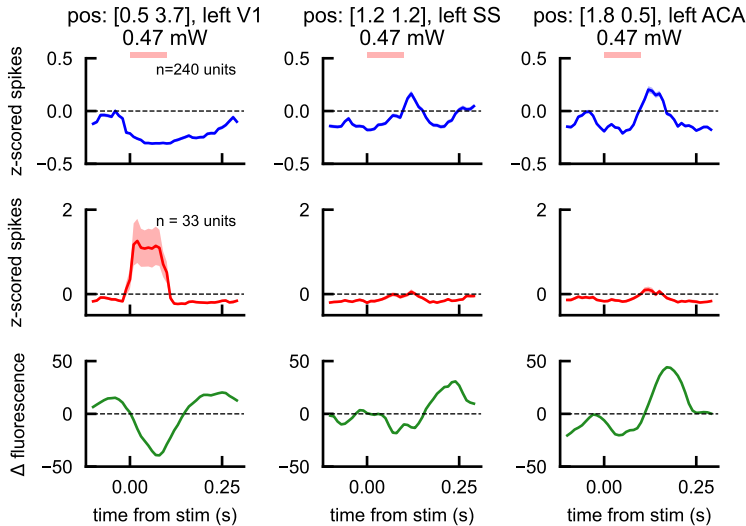 pos: [0.5 3.7], left V1
0.47 mW
pos: [1.2 1.2], left SS
0.47 mW
pos: [1.8 0.5], left ACA
0.47 mW
z-scored spikes
0.5
0.0
−0.5
n=240 units
0.5
0.0
−0.5
0.5
0.0
−0.5
z-scored spikes
2
0
n = 33 units
2
0
2
0
Δ fluorescence
50
0
−50
50
0
−50
50
0
−50
0.00
0.25
0.00
0.25
0.00
0.25
time from stim (s)
time from stim (s)
time from stim (s)